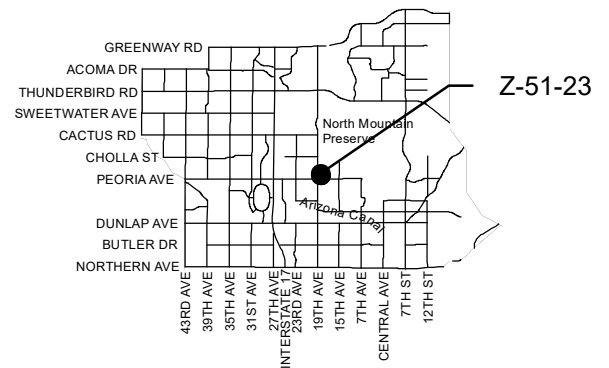 GREENWAY RD
ACOMA DR
THUNDERBIRD RD
SWEETWATER AVE
CACTUS RD
CHOLLA ST
PEORIA AVE
DUNLAP AVE
BUTLER DR
NORTHERN AVE
Z-51-23
North Mountain
Preserve
Arizona Canal
43RD AVE
39TH AVE
35TH AVE
31ST AVE
27TH AVE
INTERSTATE 17
23RD AVE
19TH AVE
15TH AVE
7TH AVE
CENTRAL AVE
7TH ST
12TH ST